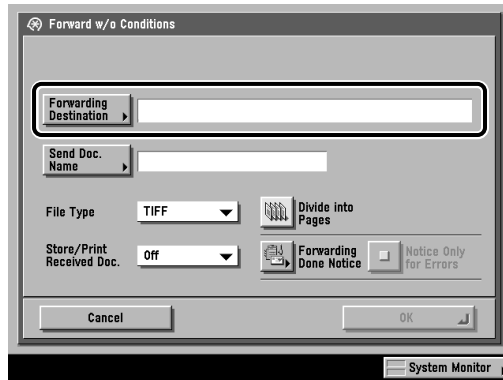 Forward w/o Conditions
Forwarding
Destination
Send Doc.
Name
File Type
TIFF
Divide into
Pages
Store/Print
Received Doc.
Off
Forwarding
Done Notice
Notice Only
for Errors
Cancel
OK
System Monitor